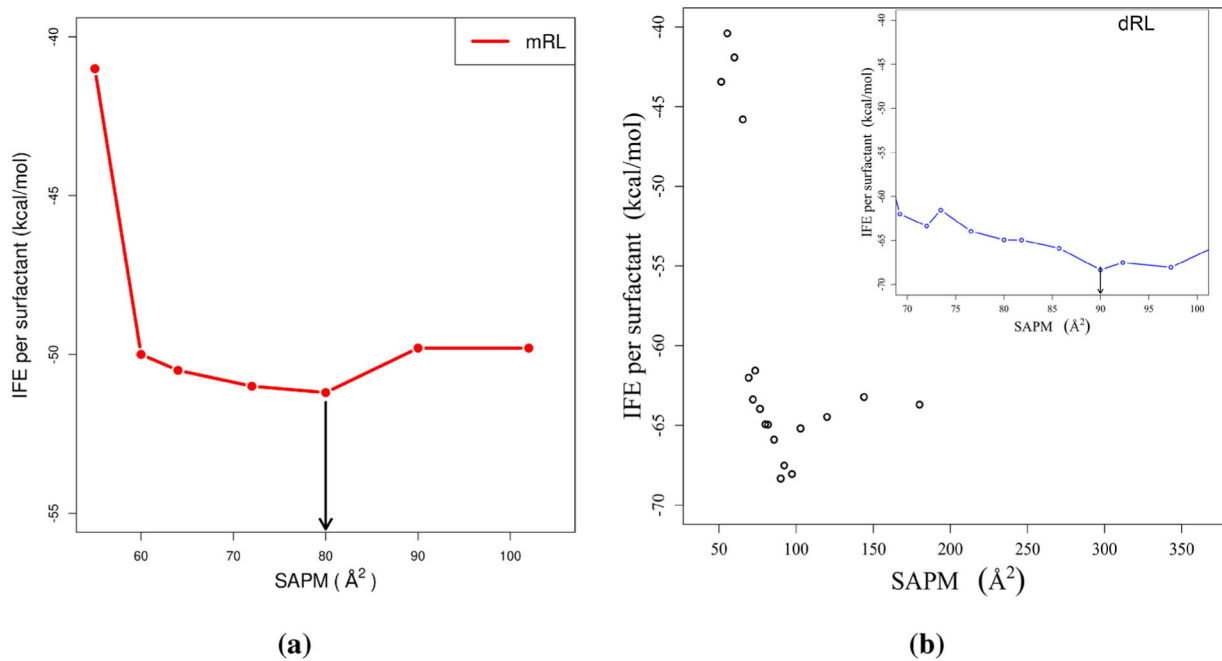 mRL
-40
-45
-50
-55
IFE per surfactant (kcal/mol)
60 70 80 90 100
SAPM ( Å2 )
(a)
-40
-45
-50
-55
-60
-65
-70
IFE per surfactant (kcal/mol)
50 100 150 200 250 300 350
SAPM (Å2)
dRL
-40
-45
-50
-55
-60
-65
-70
IFE per surfactant (kcal/mol)
70 75 80 85 90 95 100
SAPM (Å2)
(b)